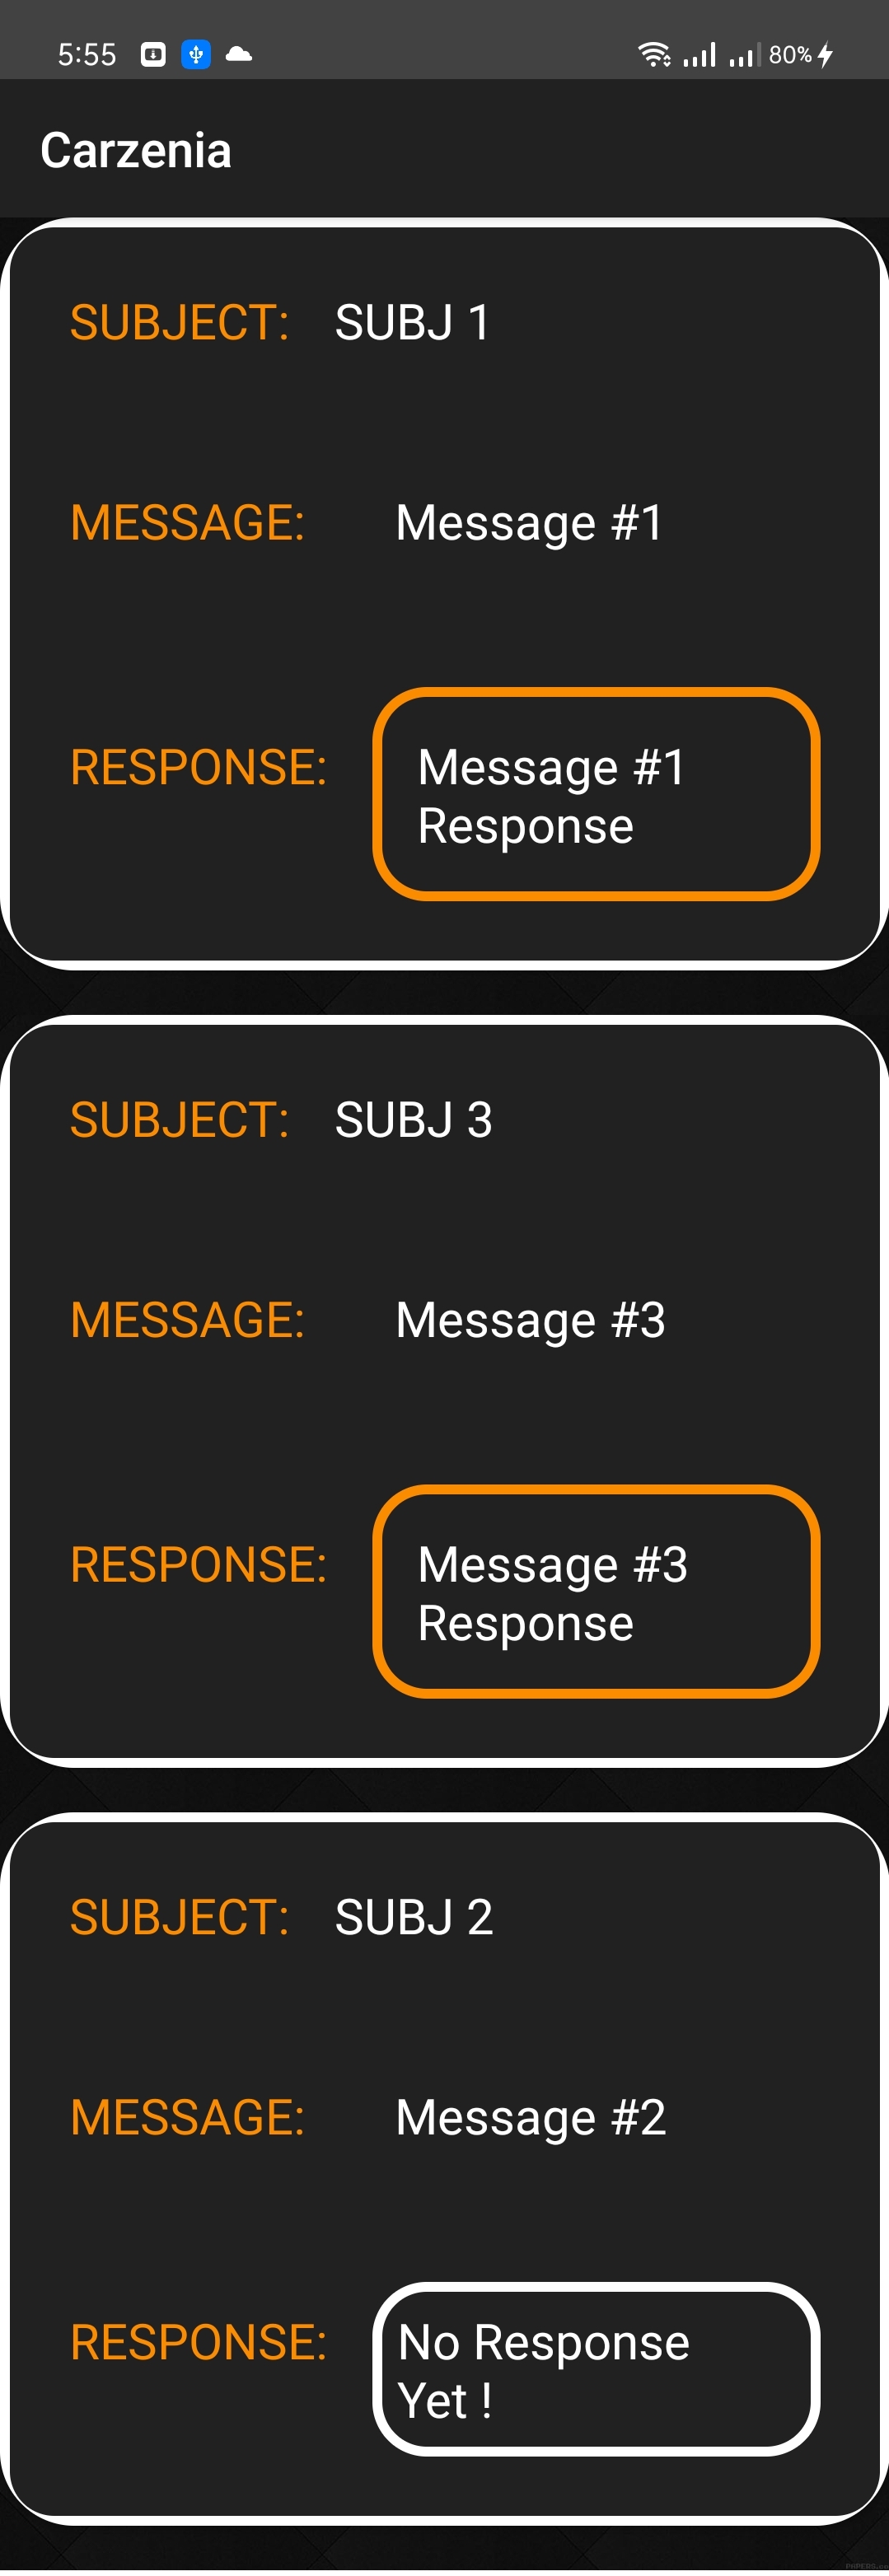 5:55 80%
Carzenia
SUBJECT: SUBJ 1
MESSAGE: Message #1
RESPONSE: Message #1
Response
SUBJECT: SUBJ 3
MESSAGE: Message #3
RESPONSE: Message #3
Response
SUBJECT: SUBJ 2
MESSAGE: Message #2
RESPONSE: No Response
Yet !